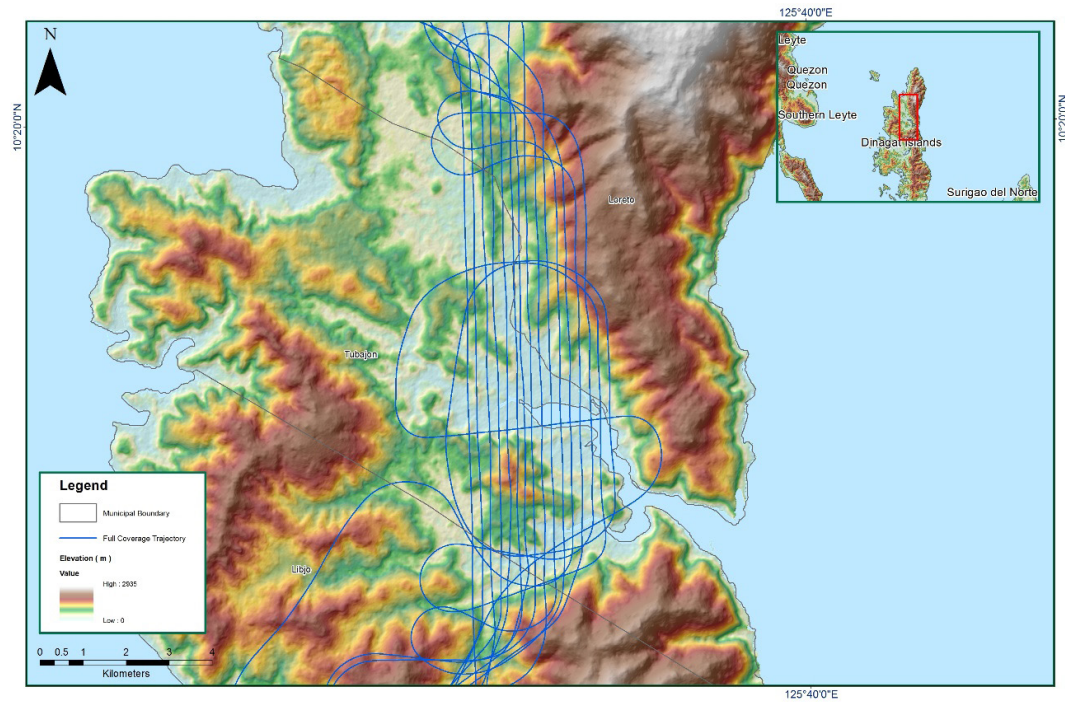 125°40'0"E
N
Leyte
Quezon
Quezon
Southern Leyte
Dinagat Islands
Surigao del Norte
10°20'0"N
10°20'0"N
Loreto
Tubajon
Libjo
Legend
Municipal Boundary
Full Coverage Trajectory
Elevation ( m )
Value
High : 2935
Low : 0
0 0.5 1 2 3 4
Kilometers
125°40'0"E